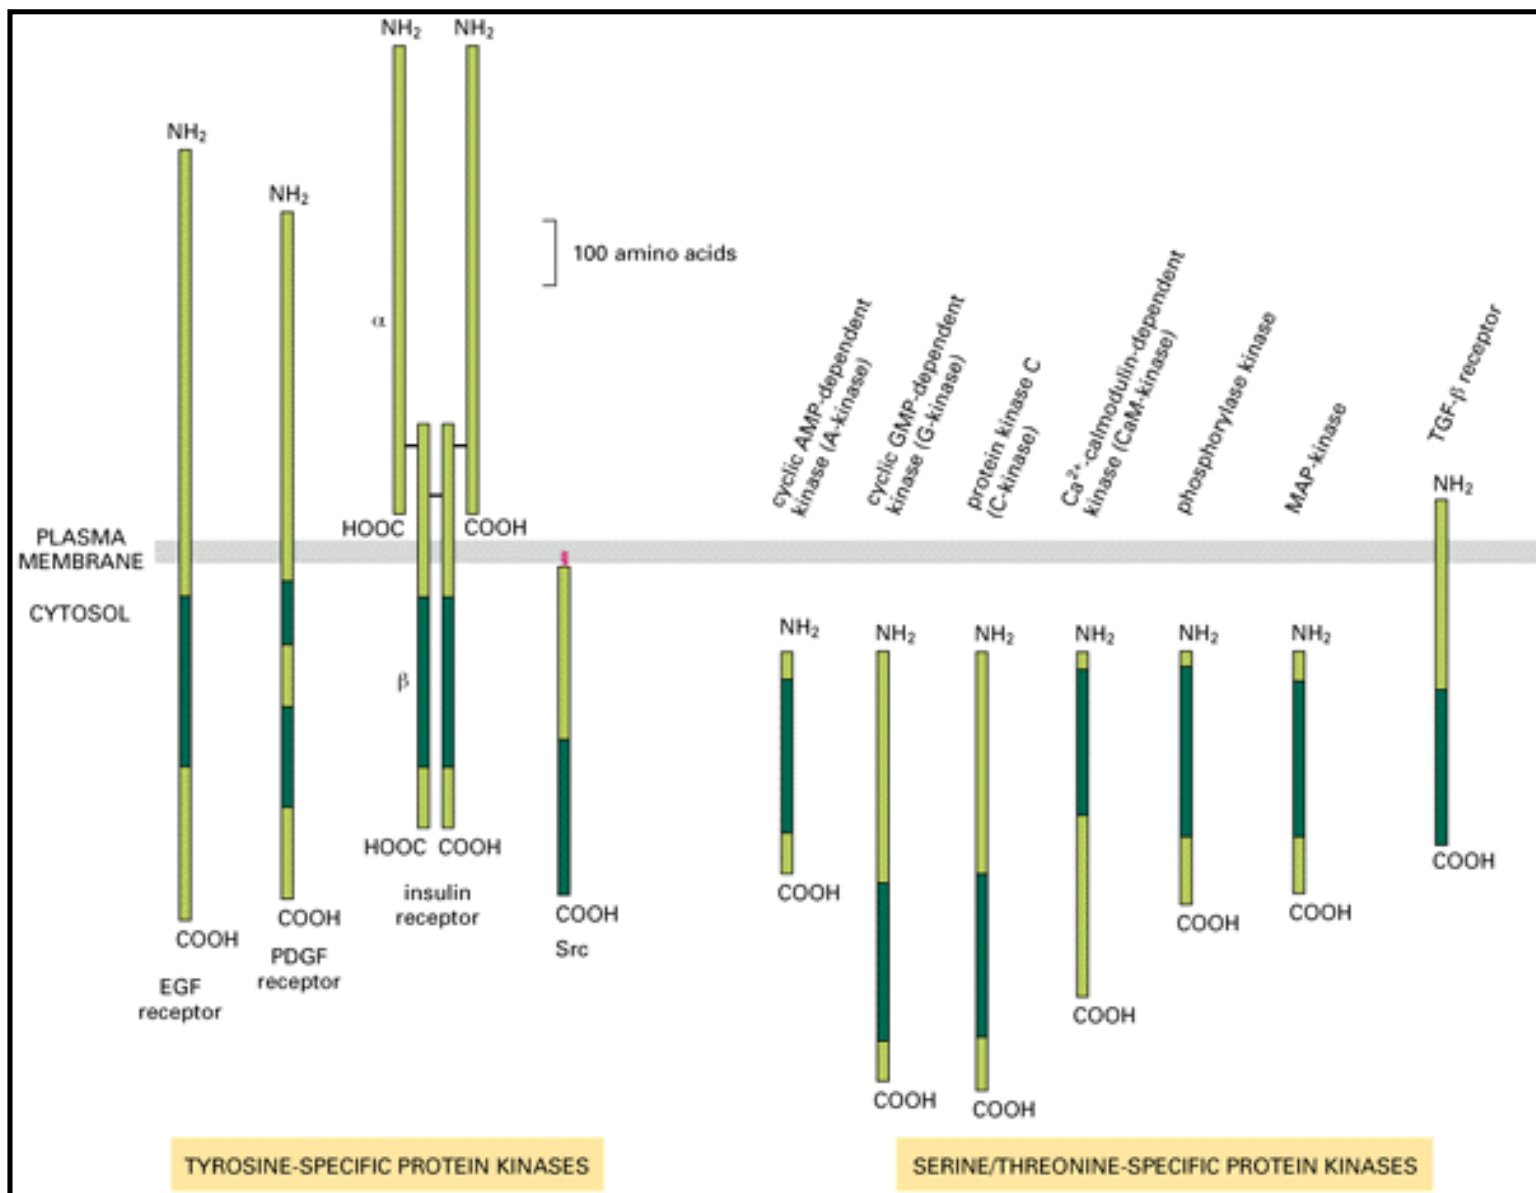 NH₂
NH₂
NH₂
NH₂
100 amino acids
α
cyclic AMP-dependent
kinase (A-kinase)
cyclic GMP-dependent
kinase (G-kinase)
protein kinase C
(C-kinase)
Ca²⁺-calmodulin-dependent
kinase (CaM-kinase)
phosphorylase kinase
MAP-kinase
TGF-β receptor
NH₂
HOOC
COOH
PLASMA
MEMBRANE
CYTOSOL
NH₂
NH₂
NH₂
NH₂
NH₂
NH₂
β
HOOC
COOH
COOH
COOH
COOH
COOH
COOH
COOH
COOH
COOH
COOH
COOH
insulin
receptor
Src
PDGF
receptor
EGF
receptor
TYROSINE-SPECIFIC PROTEIN KINASES
SERINE/THREONINE-SPECIFIC PROTEIN KINASES